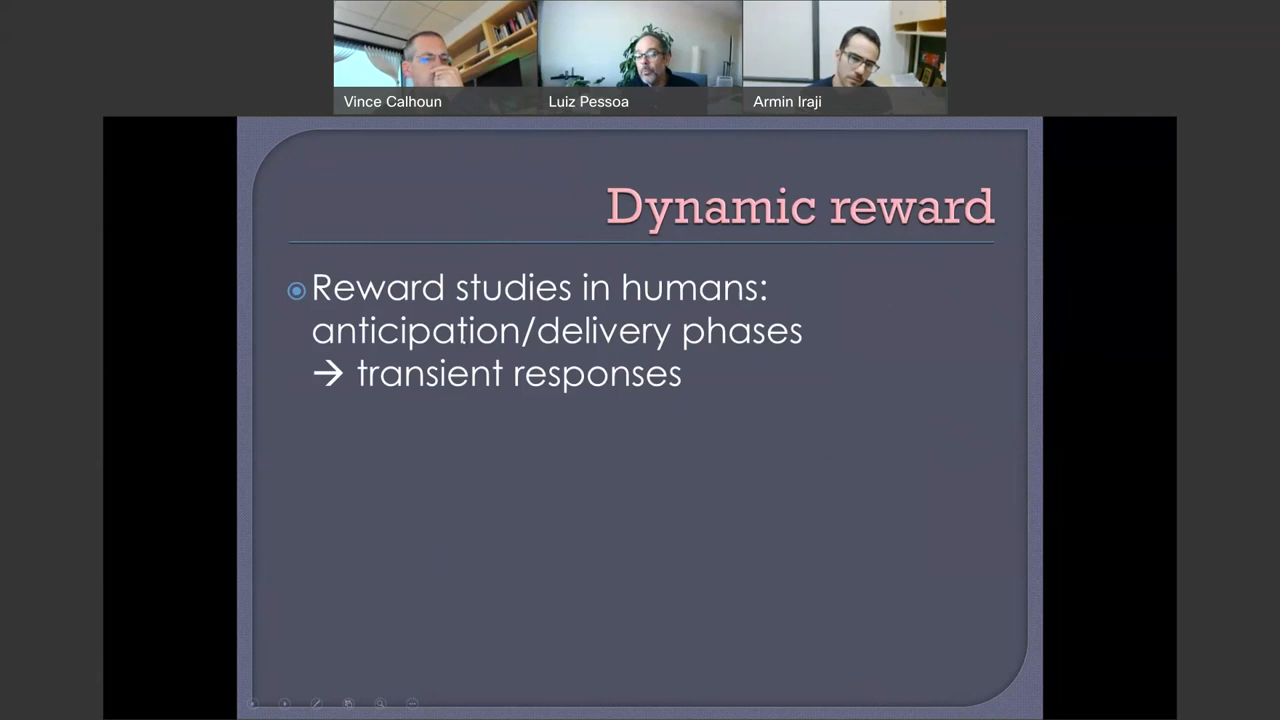 Vince Calhoun
Luiz Pessoa
Armin Iraji
Dynamic reward
Reward studies in humans:
anticipation/delivery phases
→ transient responses